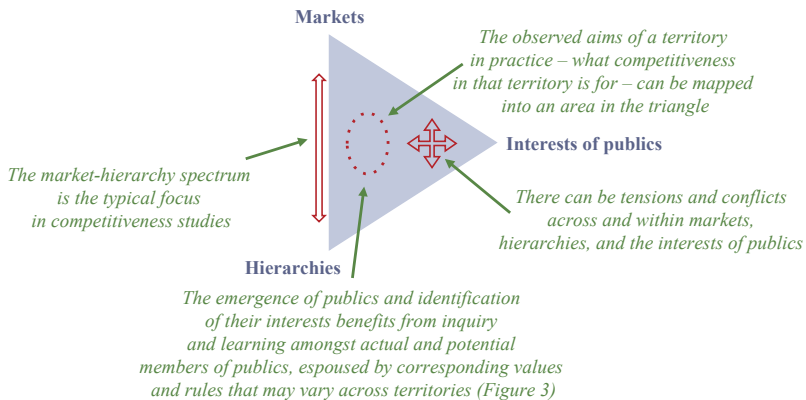 Markets
The observed aims of a territory
in practice – what competitiveness
in that territory is for – can be mapped
into an area in the triangle
Interests of publics
The market-hierarchy spectrum
is the typical focus
in competitiveness studies
There can be tensions and conflicts
across and within markets,
hierarchies, and the interests of publics
Hierarchies
The emergence of publics and identification
of their interests benefits from inquiry
and learning amongst actual and potential
members of publics, espoused by corresponding values
and rules that may vary across territories (Figure 3)